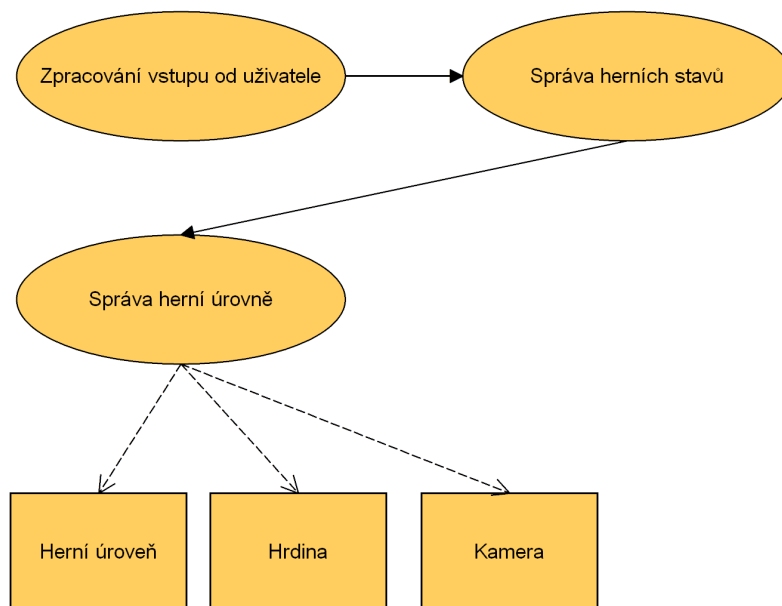 Zpracování vstupu od uživatele
Správa herních stavů
Správa herní úrovně
Herní úroveň
Hrdina
Kamera